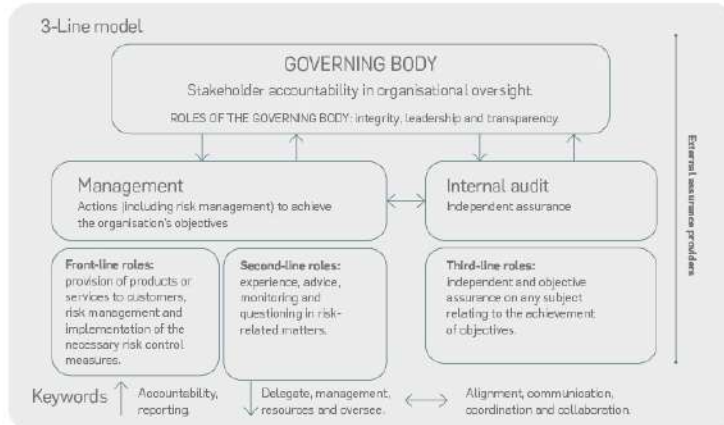 3-Line model
GOVERNING BODY
Stakeholder accountability in organisational oversight.
ROLES OF THE GOVERNING BODY: integrity, leadership and transparency.
Management
Actions (including risk management) to achieve
the organisation's objectives
Internal audit
Independent assurance
Front-line roles:
provision of products or
services to customers,
risk management and
implementation of the
necessary risk control
measures.
Second-line roles:
experience, advice,
monitoring and
questioning in risk-
related matters.
Third-line roles:
independent and objective
assurance on any subject
relating to the achievement
of objectives.
External assurance providers
Keywords
Accountability,
reporting.
Delegate, management,
resources and oversee.
Alignment, communication,
coordination and collaboration.